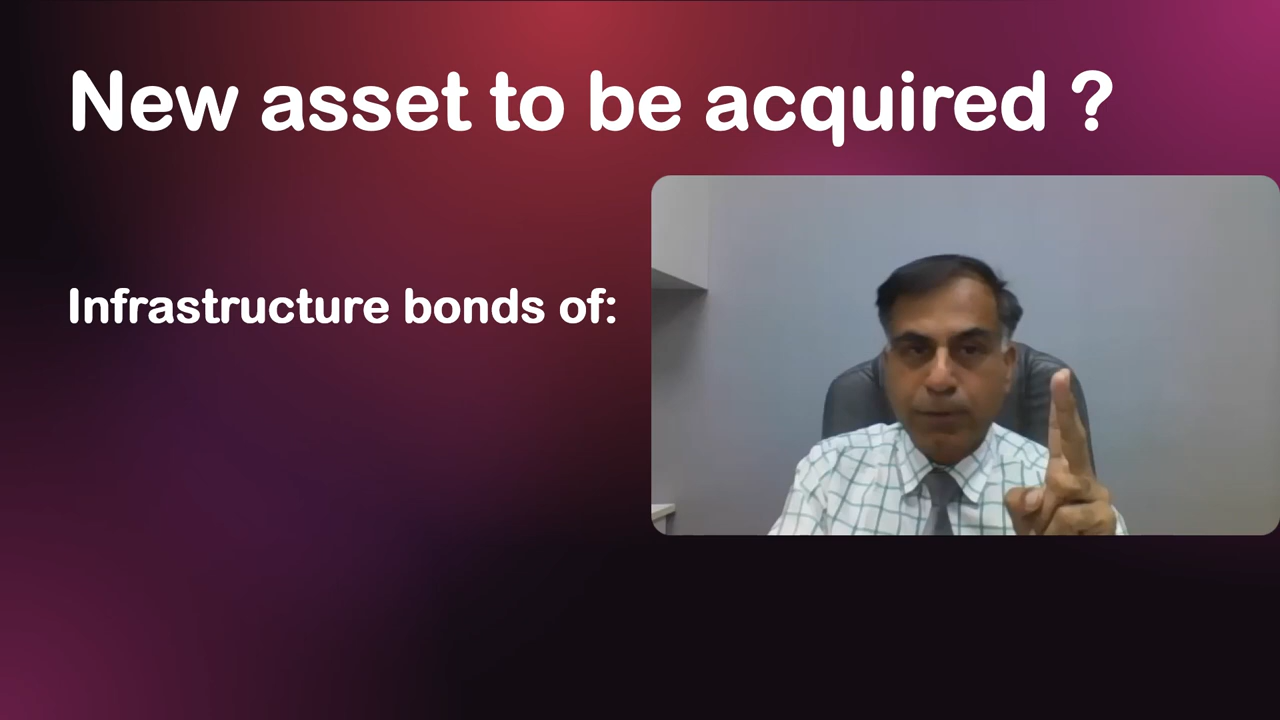 New asset to be acquired ?
Infrastructure bonds of: